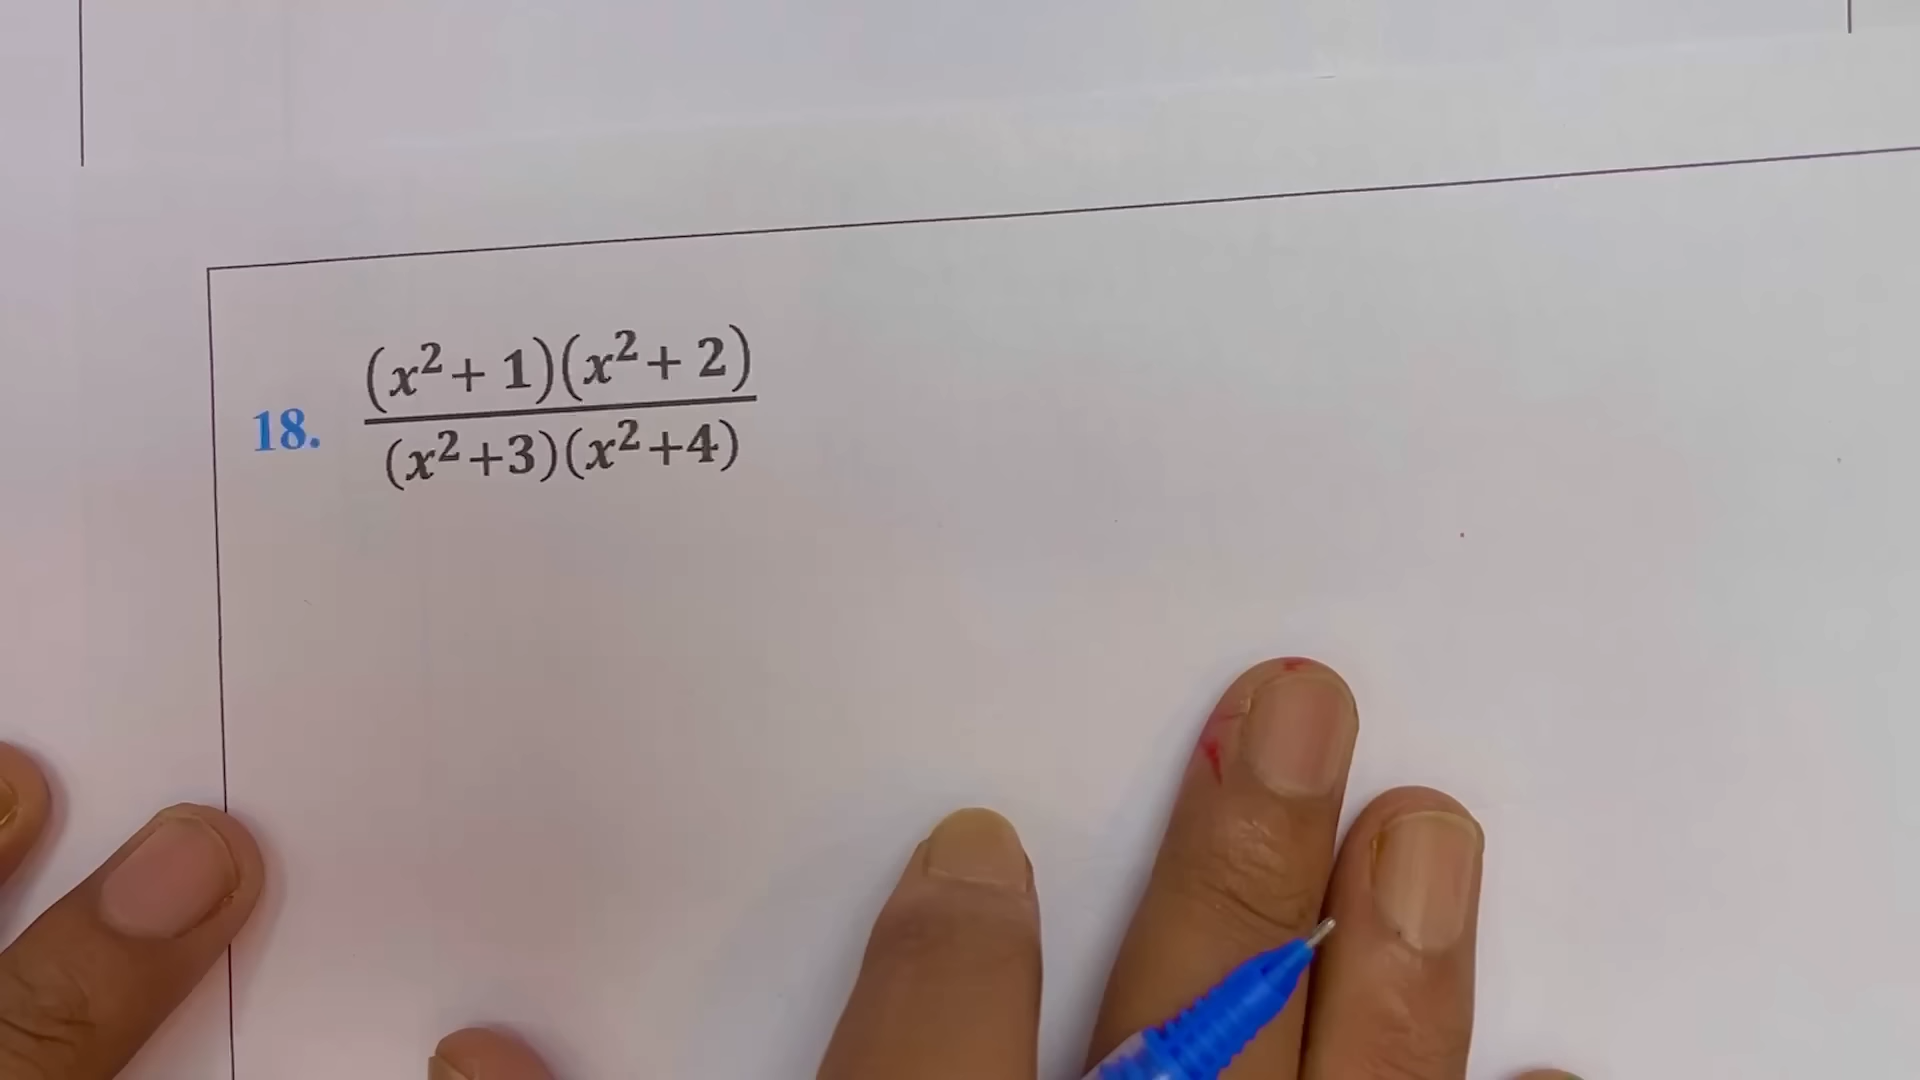 18. (x²+ 1)(x²+ 2)
(x²+3)(x²+4)